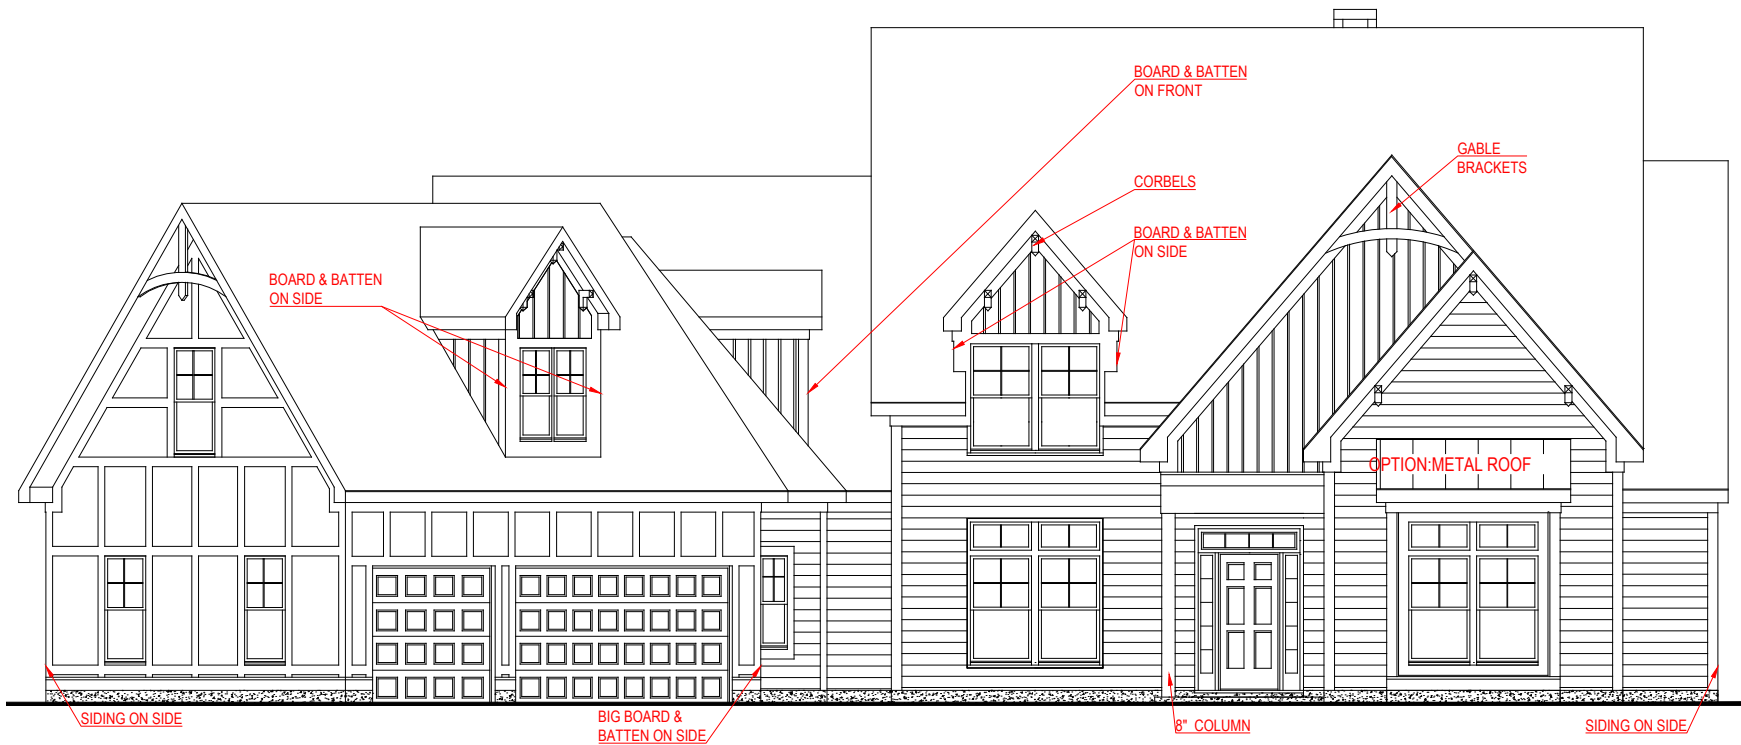 BOARD & BATTEN
ON FRONT
GABLE
BRACKETS
CORBELS
BOARD & BATTEN
ON SIDE
BOARD & BATTEN
ON SIDE
OPTION:METAL ROOF
SIDING ON SIDE
BIG BOARD &
BATTEN ON SIDE
8" COLUMN
SIDING ON SIDE